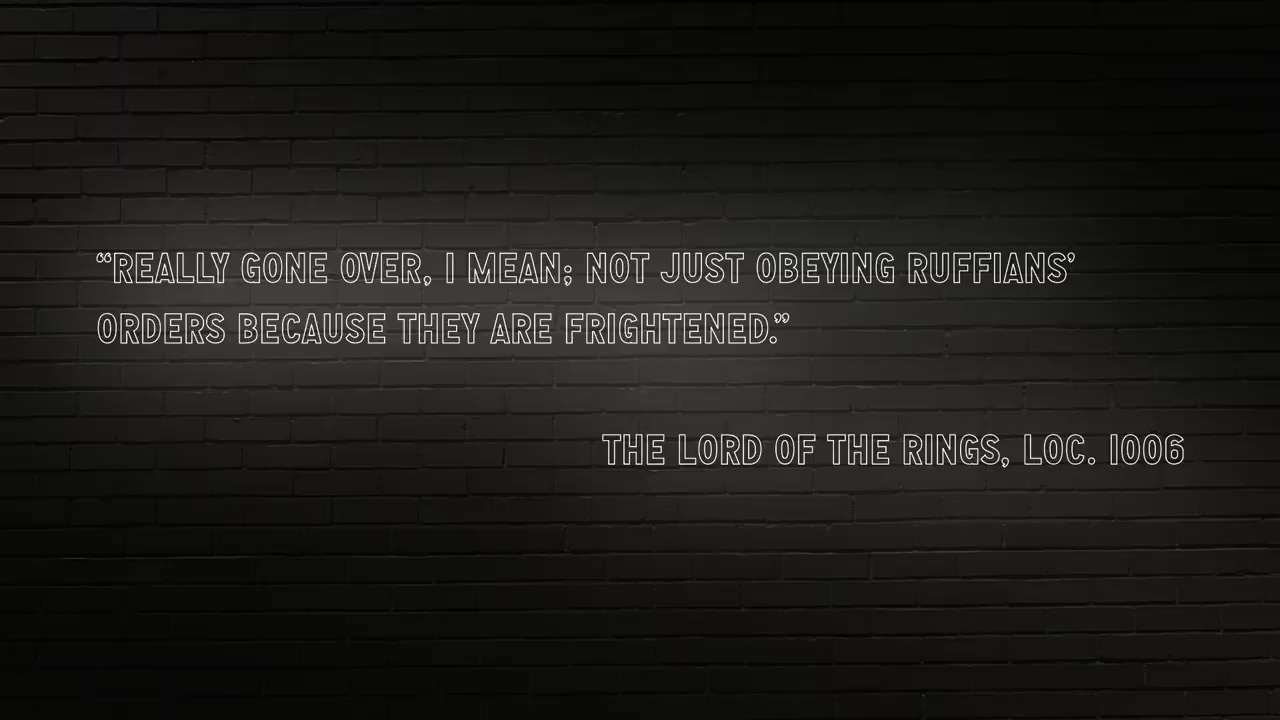 “REALLY GONE OVER, I MEAN; NOT JUST OBEYING RUFFIANS’
ORDERS BECAUSE THEY ARE FRIGHTENED.”
THE LORD OF THE RINGS, LOC. 1006